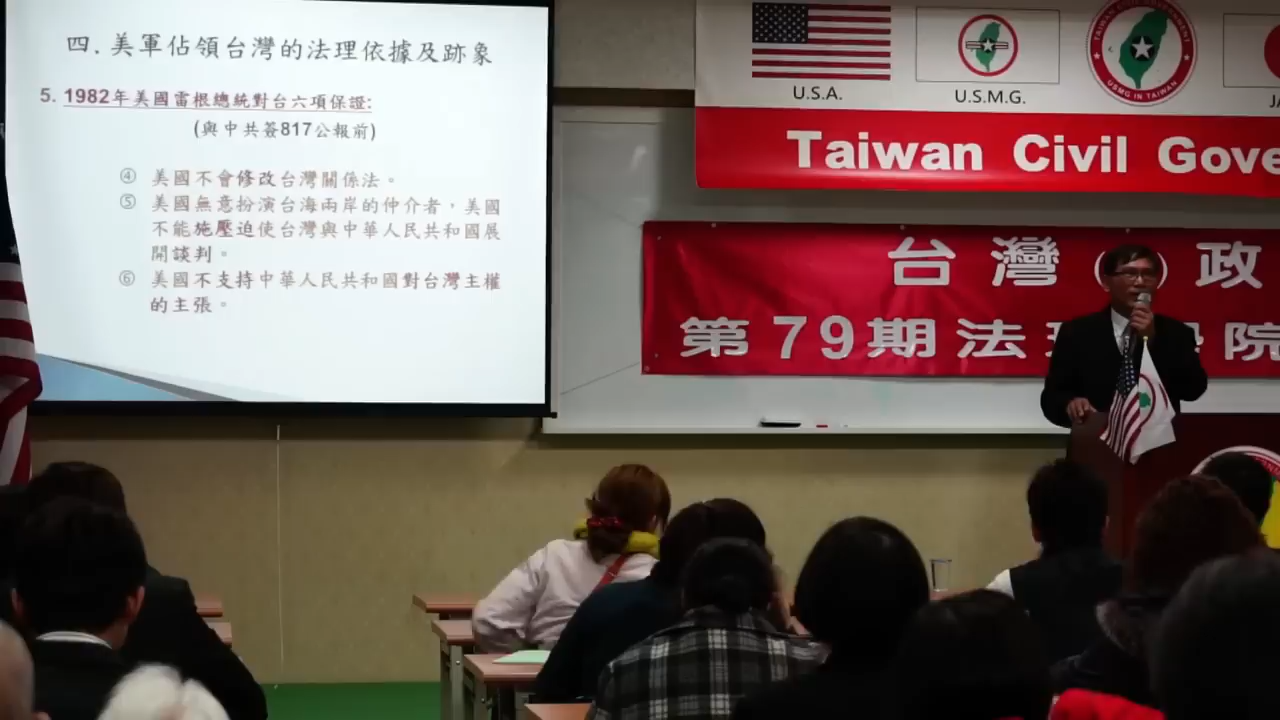 四. 美軍佔領台灣的法理依據及跡象
5. 1982年美國雷根總統對台六項保證:
(與中共簽817公報前)
④ 美國不會修改台灣關係法。
⑤ 美國無意扮演台海兩岸的仲介者，美國
不能施壓迫使台灣與中華人民共和國展
開談判。
⑥ 美國不支持中華人民共和國對台灣主權
的主張。
U.S.A.
U.S.M.G.
TAIWAN CIVIL GOVERNMENT
USMG IN TAIWAN
Taiwan Civil Gove
台灣 政
第79期法 院